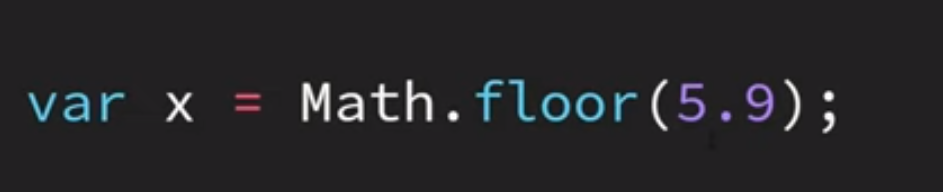 var x = Math.floor(5.9);